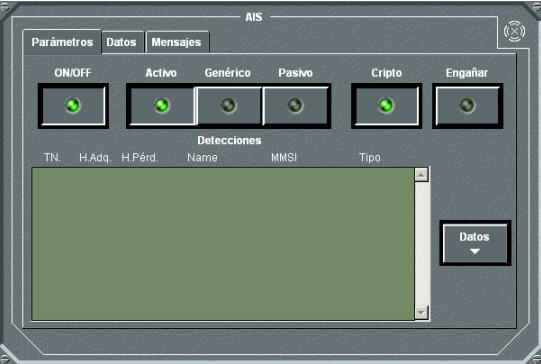 AIS
Parámetros Datos Mensajes
ON/OFF Activo Genérico Pasivo Cripto Engañar
Detecciones
TN. H.Adq. H.Pérd. Name MMSI Tipo
Datos